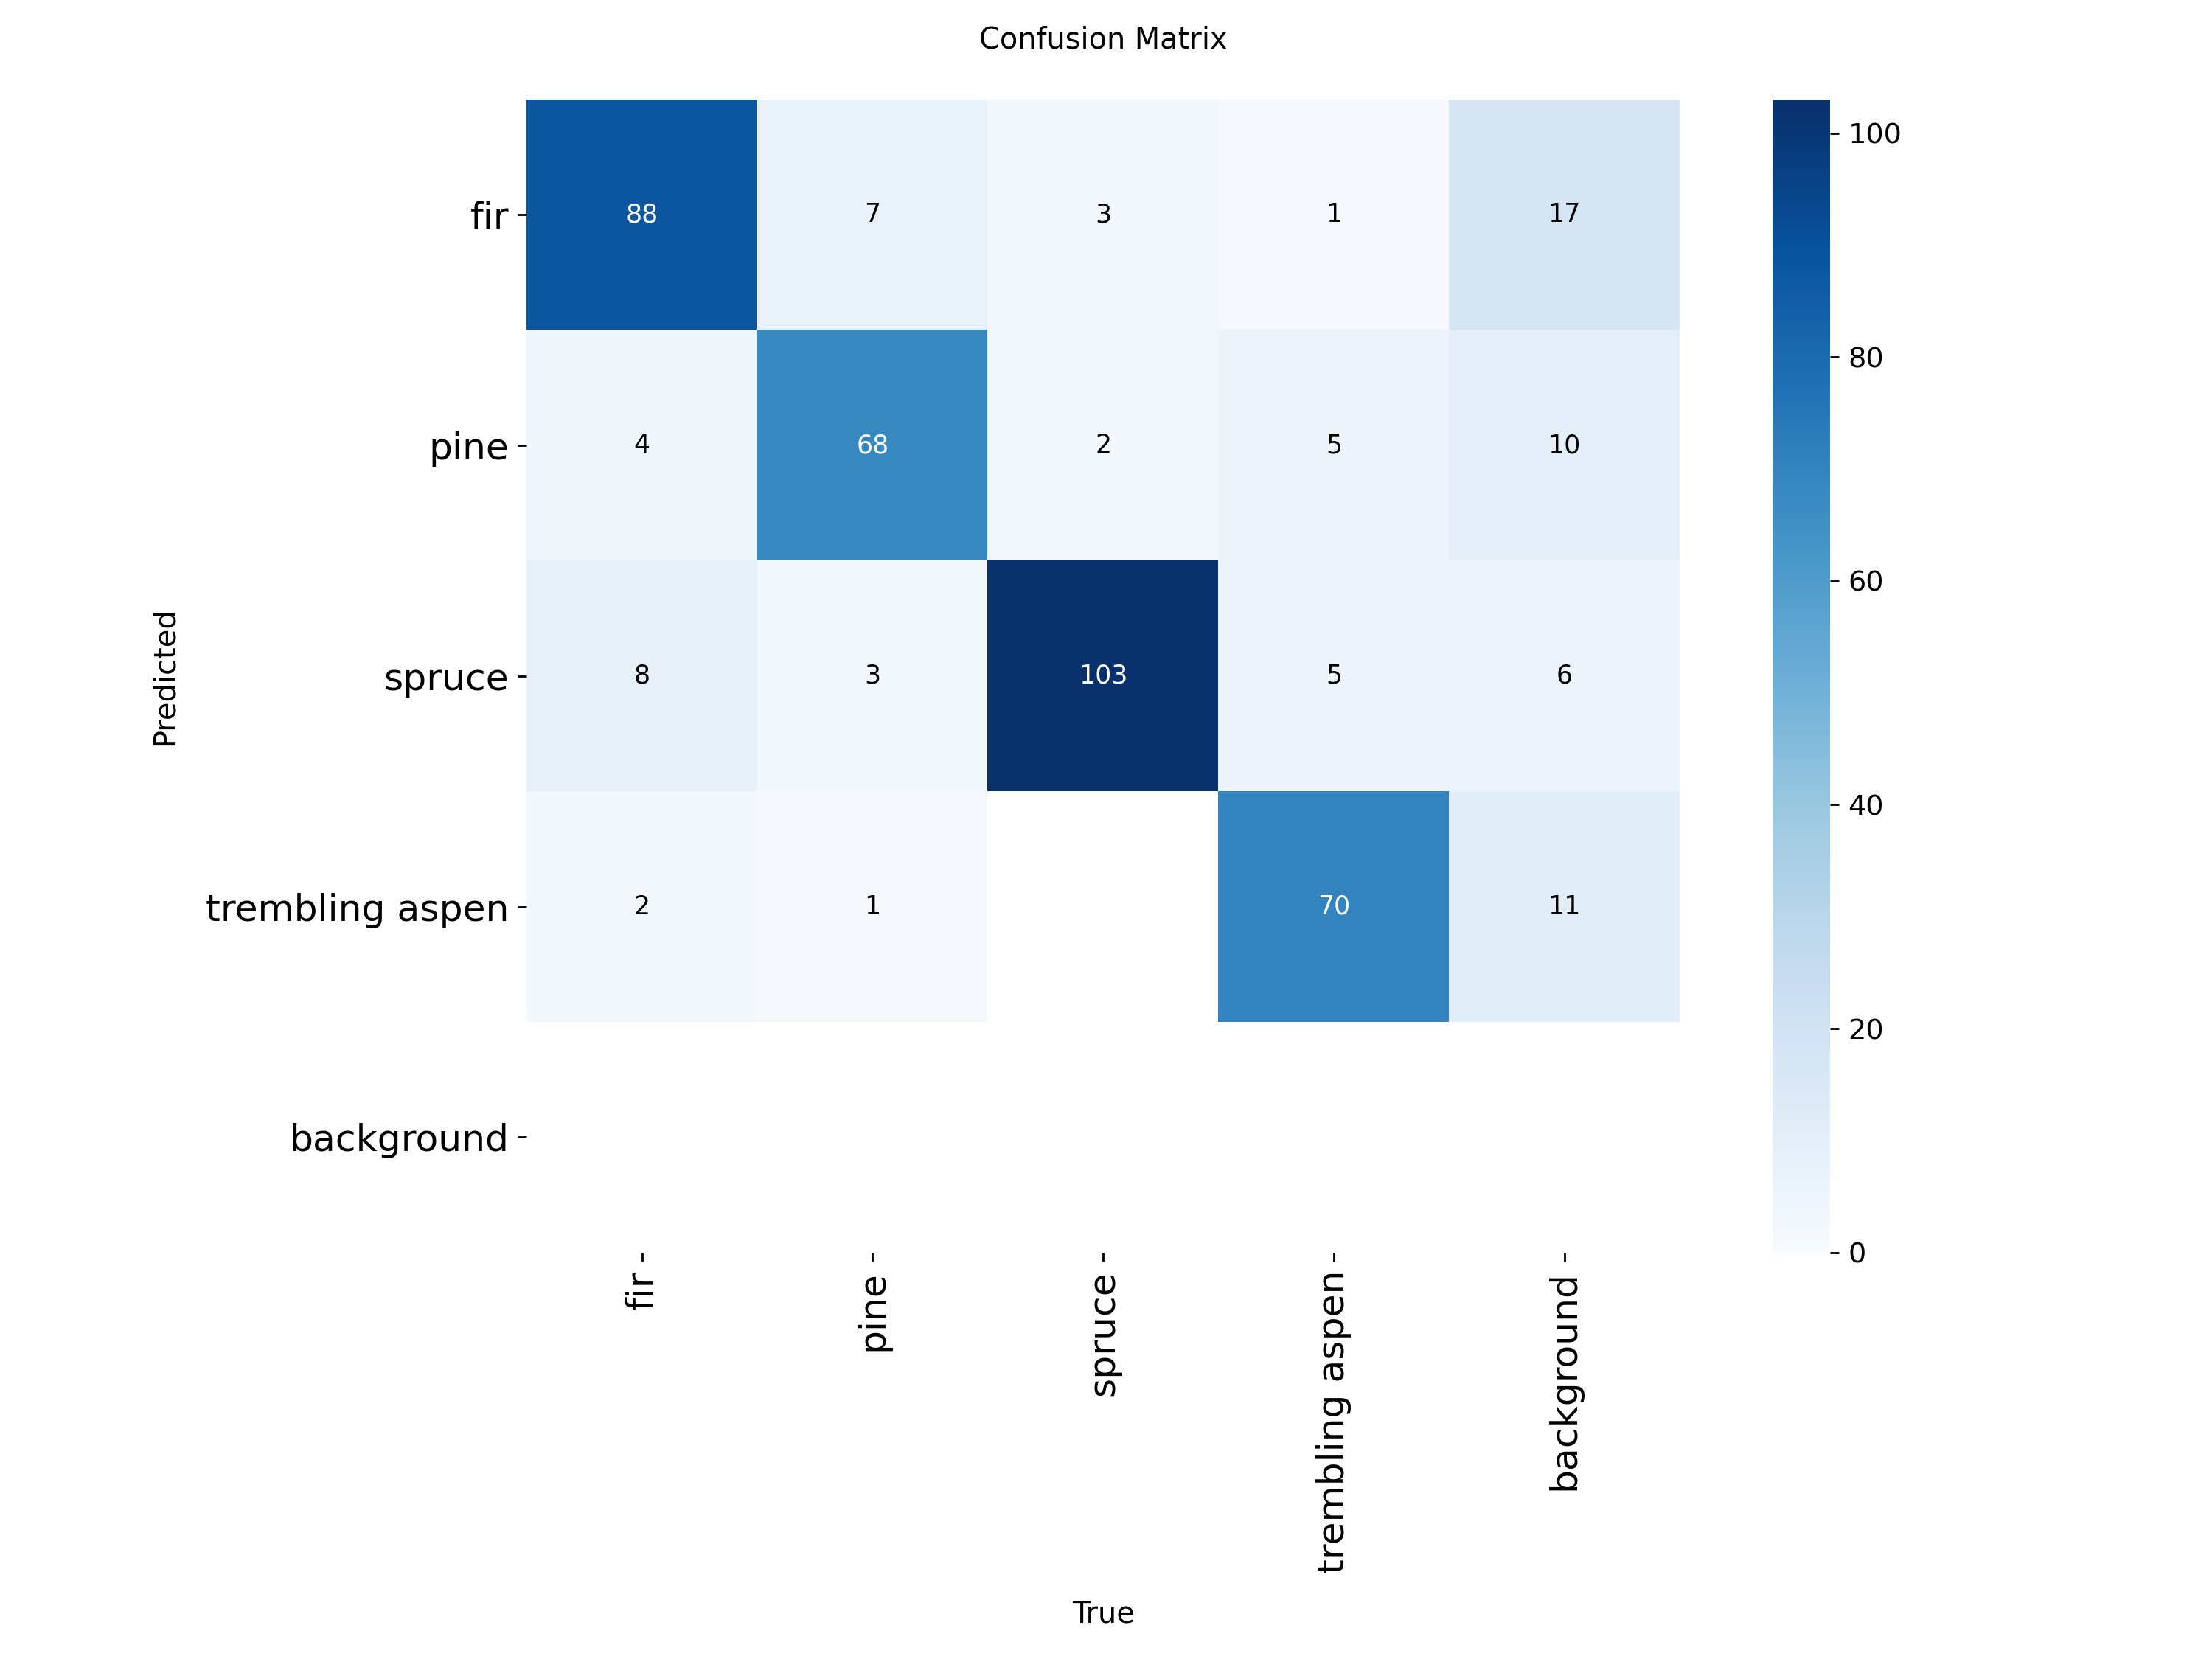 Confusion Matrix
Predicted
fir 88 7 3 1 17
pine 4 68 2 5 10
spruce 8 3 103 5 6
trembling aspen 2 1 70 11
background
fir
pine
spruce
trembling aspen
background
True
100
80
60
40
20
0